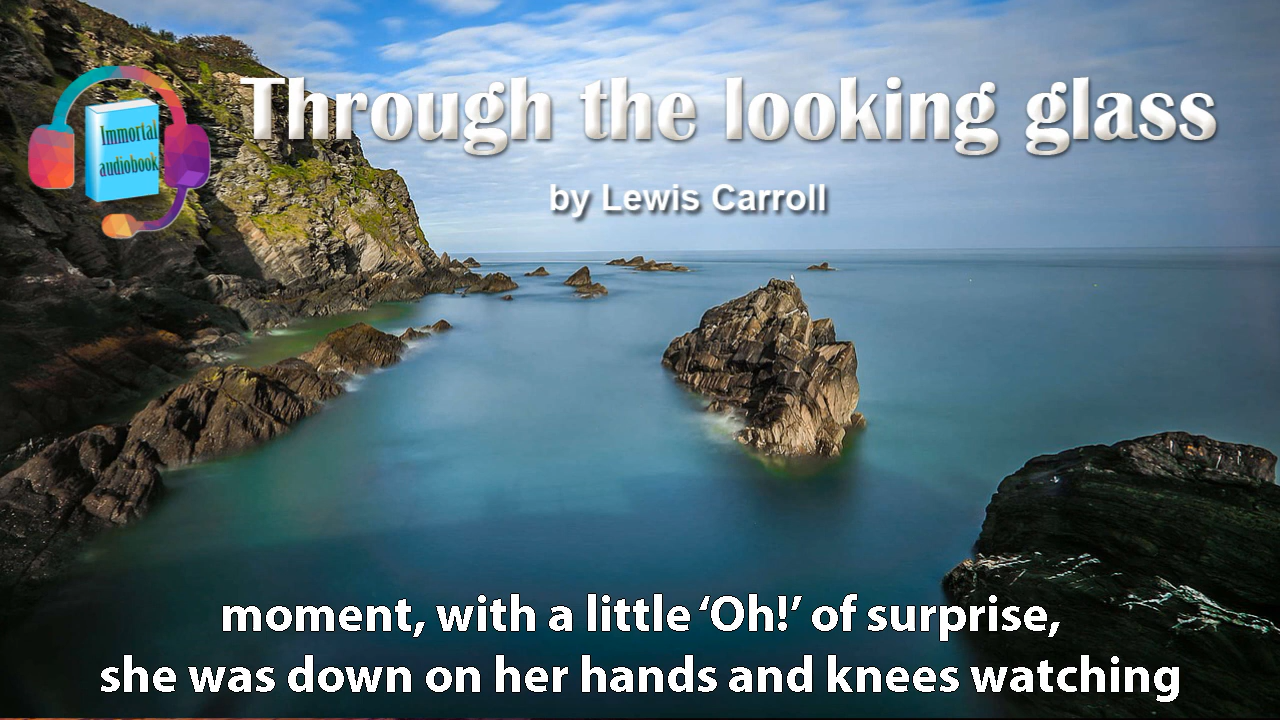 Through the looking glass
by Lewis Carroll
Immortal
audiobook
moment, with a little ‘Oh!’ of surprise,
she was down on her hands and knees watching